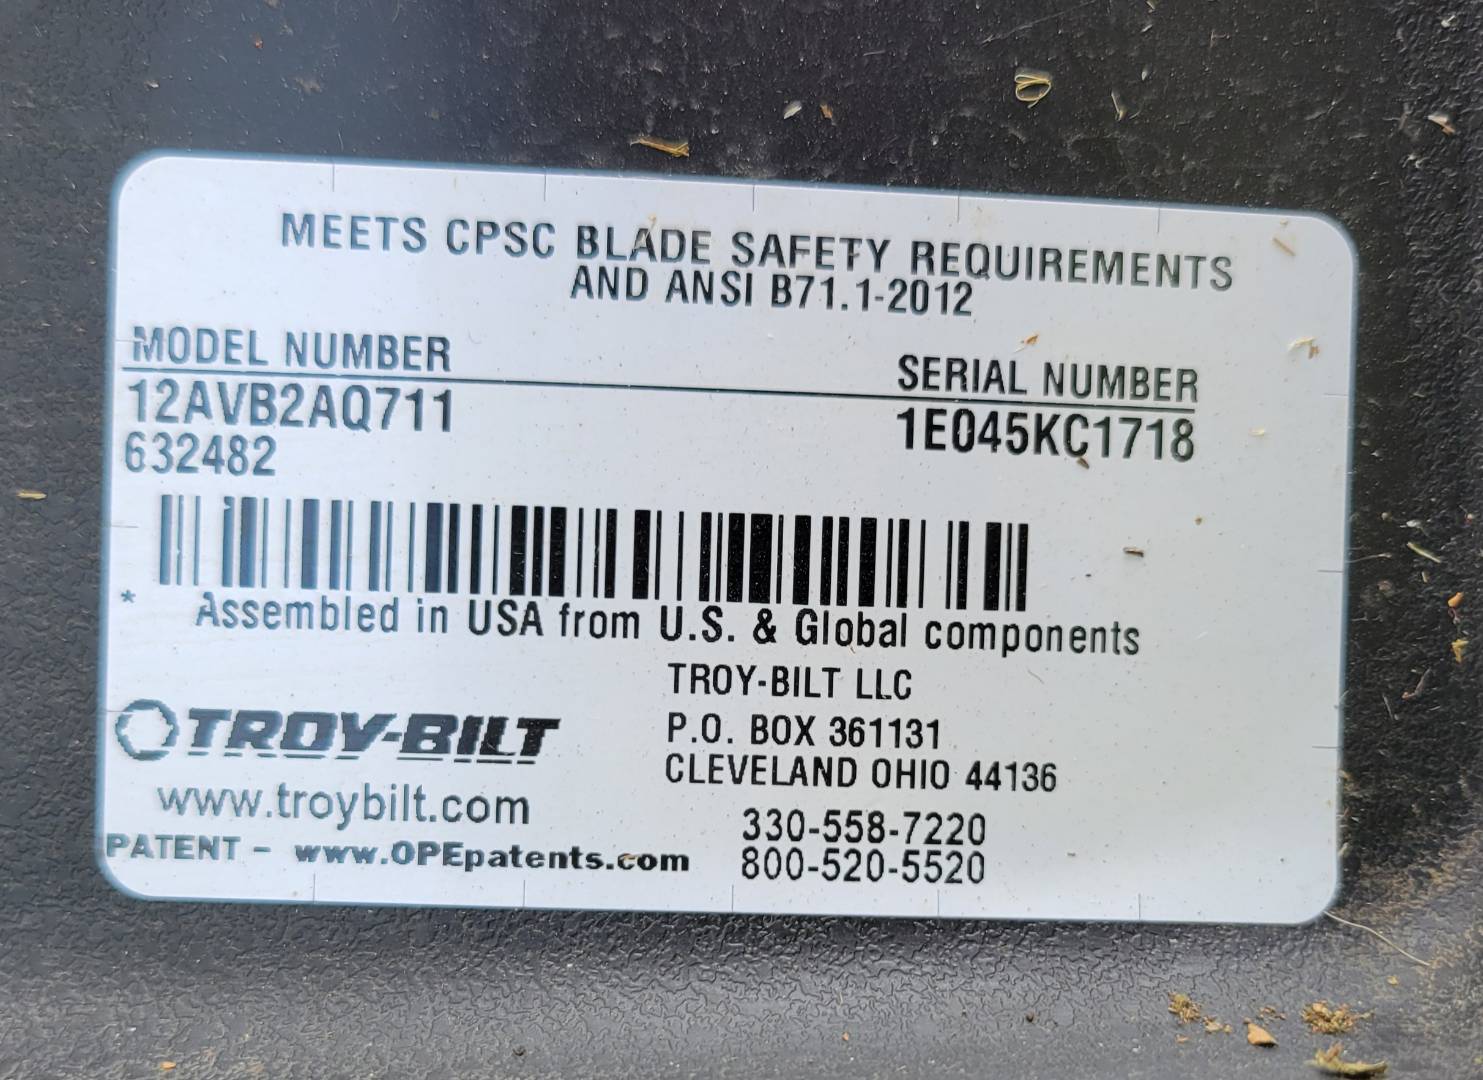 MEETS CPSC BLADE SAFETY REQUIREMENTS
AND ANSI B71.1-2012
MODEL NUMBER
12AVB2AQ711
632482
SERIAL NUMBER
1E045KC1718
* Assembled in USA from U.S. & Global components
TROY-BILT
www.troybilt.com
PATENT - www.OPEpatents.com
TROY-BILT LLC
P.O. BOX 361131
CLEVELAND OHIO 44136
330-558-7220
800-520-5520